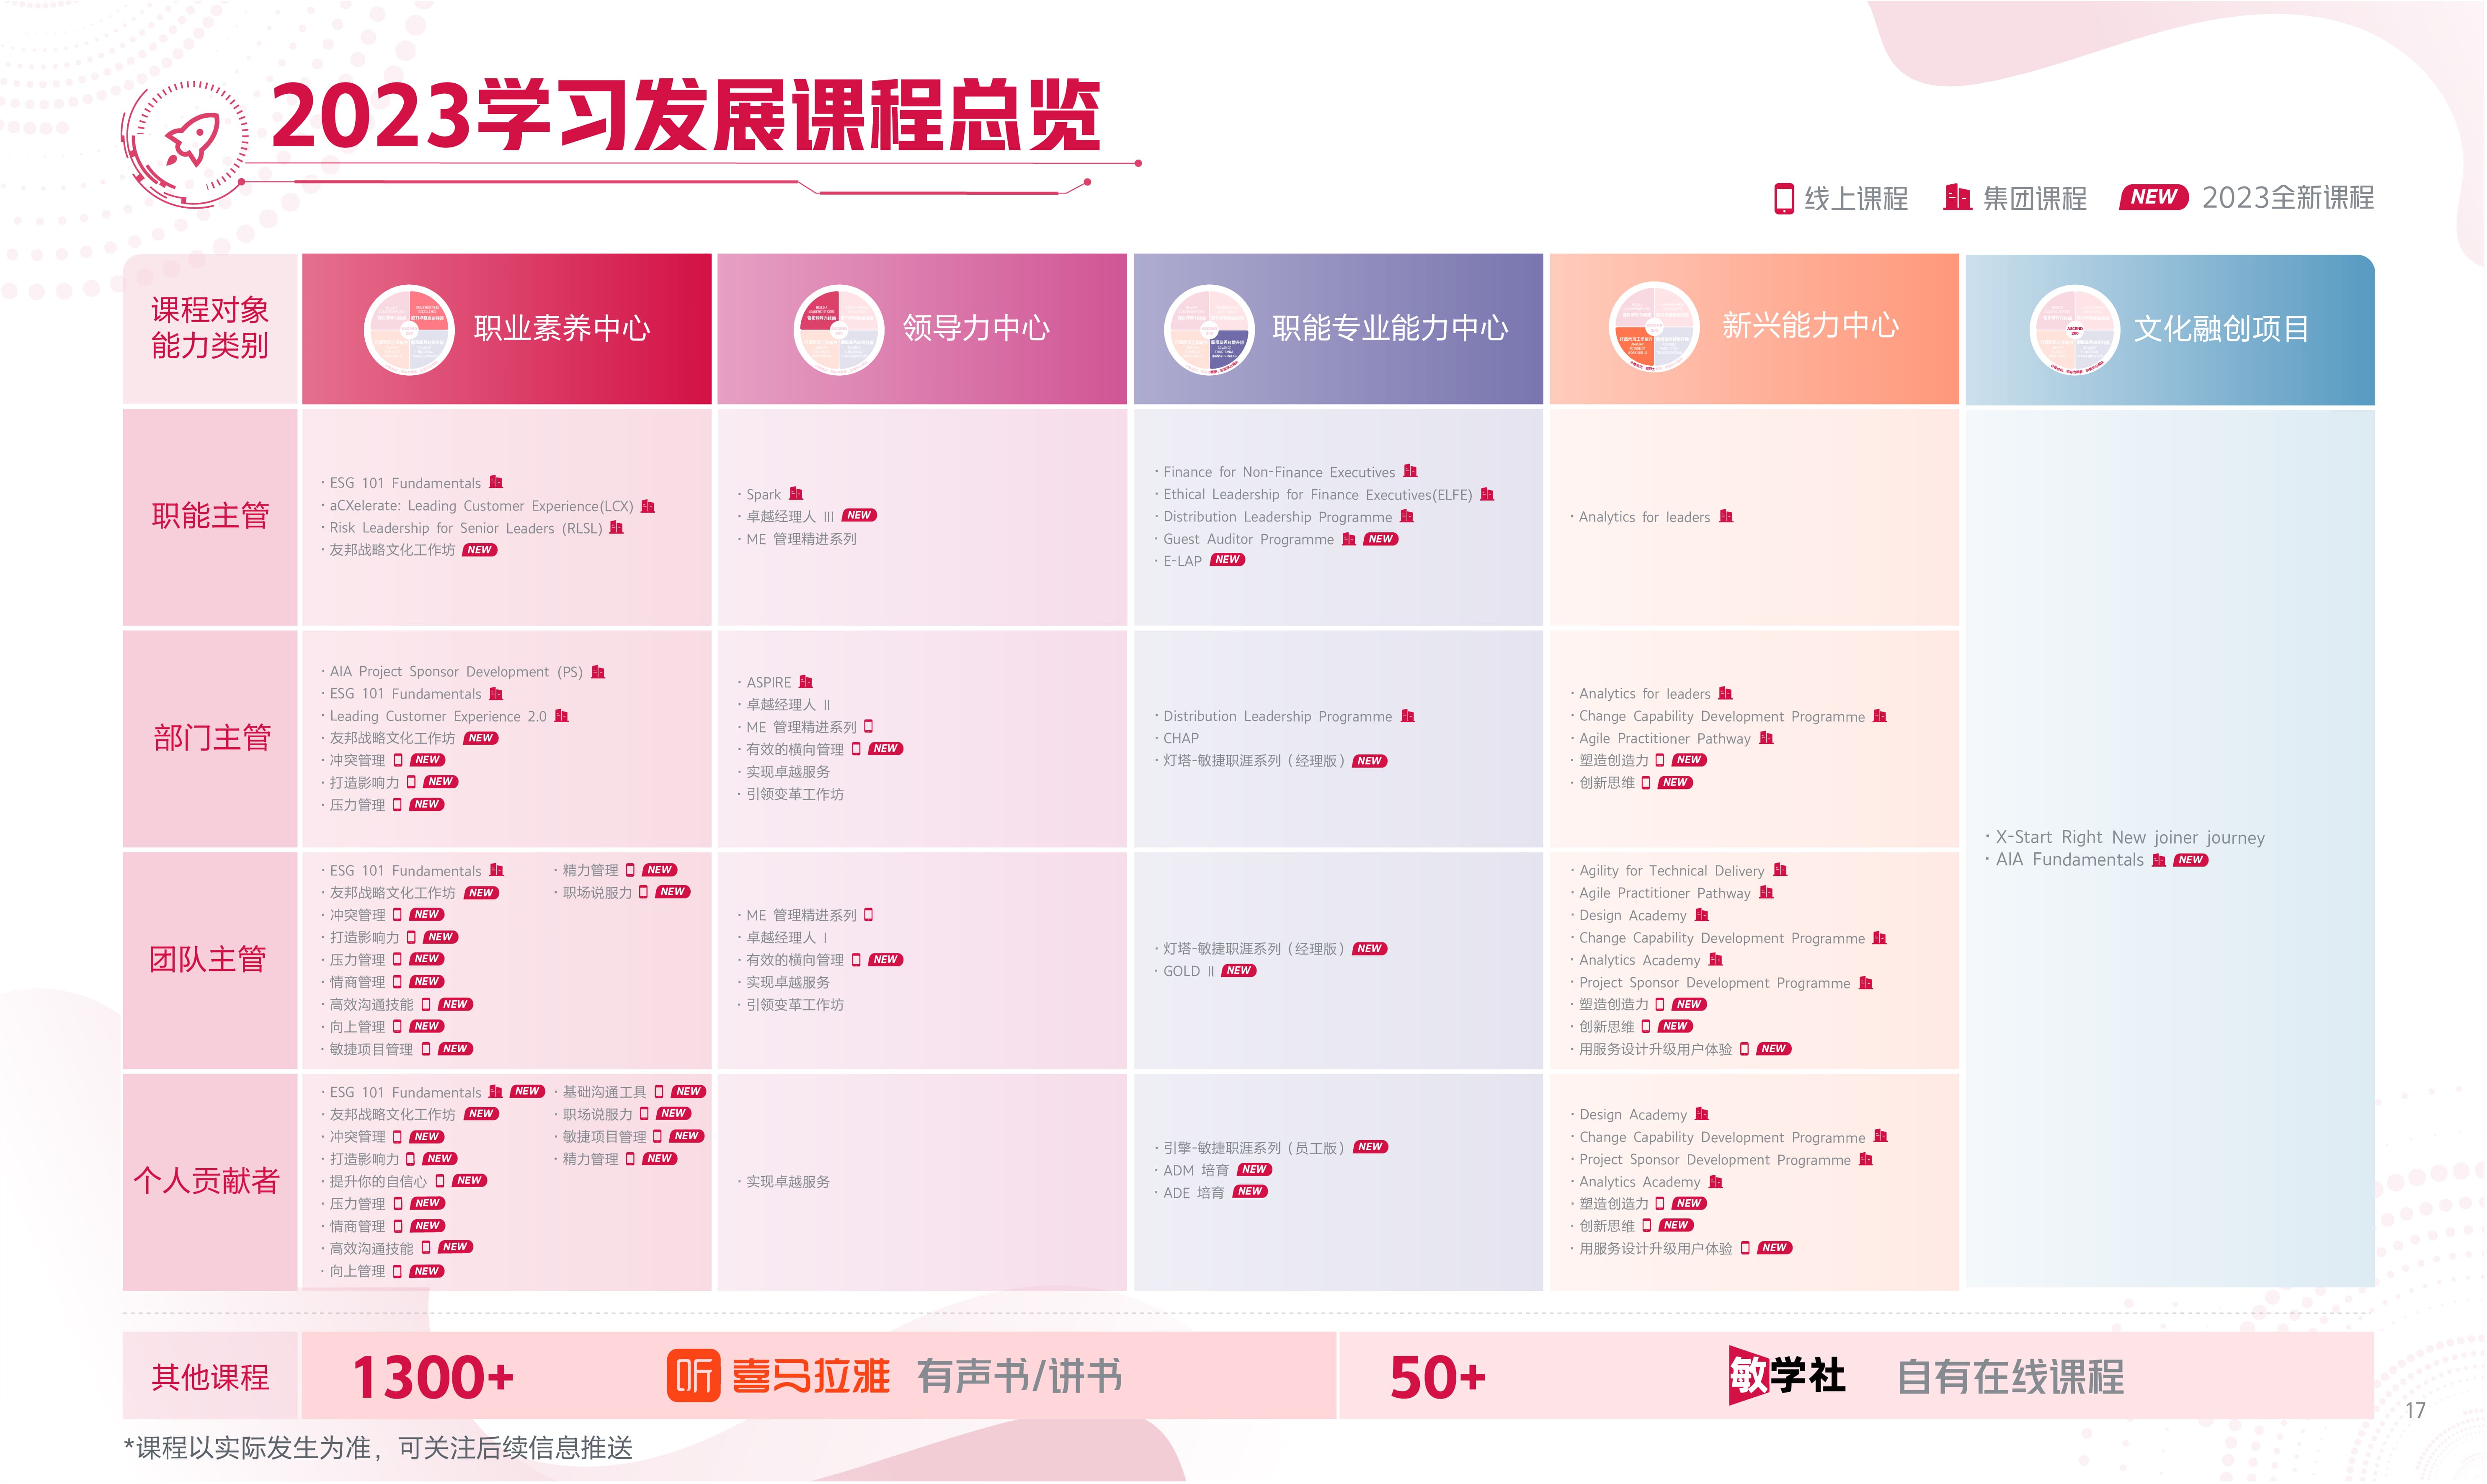 2023学习发展课程总览
线上课程 集团课程 NEW 2023全新课程
课程对象
能力类别
职业素养中心
领导力中心
职能专业能力中心
新兴能力中心
文化融创项目
职能主管
· ESG 101 Fundamentals
· aCXelerate: Leading Customer Experience(LCX)
· Risk Leadership for Senior Leaders (RLSL)
· 友邦战略文化工作坊 NEW
· Spark
· 卓越经理人 III NEW
· ME 管理精进系列
· Finance for Non-Finance Executives
· Ethical Leadership for Finance Executives(ELFE)
· Distribution Leadership Programme
· Guest Auditor Programme NEW
· E-LAP NEW
· Analytics for leaders
部门主管
· AIA Project Sponsor Development (PS)
· ESG 101 Fundamentals
· Leading Customer Experience 2.0
· 友邦战略文化工作坊 NEW
· 冲突管理 NEW
· 打造影响力 NEW
· 压力管理 NEW
· ASPIRE
· 卓越经理人 II
· ME 管理精进系列
· 有效的横向管理 NEW
· 实现卓越服务
· 引领变革工作坊
· Distribution Leadership Programme
· CHAP
· 灯塔-敏捷职涯系列（经理版） NEW
· Analytics for leaders
· Change Capability Development Programme
· Agile Practitioner Pathway
· 塑造创造力 NEW
· 创新思维 NEW
团队主管
· ESG 101 Fundamentals
· 友邦战略文化工作坊 NEW
· 冲突管理 NEW
· 打造影响力 NEW
· 压力管理 NEW
· 情商管理 NEW
· 高效沟通技能 NEW
· 向上管理 NEW
· 敏捷项目管理 NEW
· 精力管理 NEW
· 职场说服力 NEW
· ME 管理精进系列
· 卓越经理人 I
· 有效的横向管理 NEW
· 实现卓越服务
· 引领变革工作坊
· 灯塔-敏捷职涯系列（经理版） NEW
· GOLD II NEW
· Agility for Technical Delivery
· Agile Practitioner Pathway
· Design Academy
· Change Capability Development Programme
· Analytics Academy
· Project Sponsor Development Programme
· 塑造创造力 NEW
· 创新思维 NEW
· 用服务设计升级用户体验 NEW
个人贡献者
· ESG 101 Fundamentals NEW
· 友邦战略文化工作坊 NEW
· 冲突管理 NEW
· 打造影响力 NEW
· 提升你的自信心 NEW
· 压力管理 NEW
· 情商管理 NEW
· 高效沟通技能 NEW
· 向上管理 NEW
· 基础沟通工具 NEW
· 职场说服力 NEW
· 敏捷项目管理 NEW
· 精力管理 NEW
· 实现卓越服务
· 引擎-敏捷职涯系列（员工版） NEW
· ADM 培育 NEW
· ADE 培育 NEW
· Design Academy
· Change Capability Development Programme
· Project Sponsor Development Programme
· Analytics Academy
· 塑造创造力 NEW
· 创新思维 NEW
· 用服务设计升级用户体验 NEW
· X-Start Right New joiner journey
· AIA Fundamentals NEW
其他课程
1300+ 听 喜马拉雅 有声书/讲书
50+ 敏学社 自有在线课程
*课程以实际发生为准，可关注后续信息推送
17